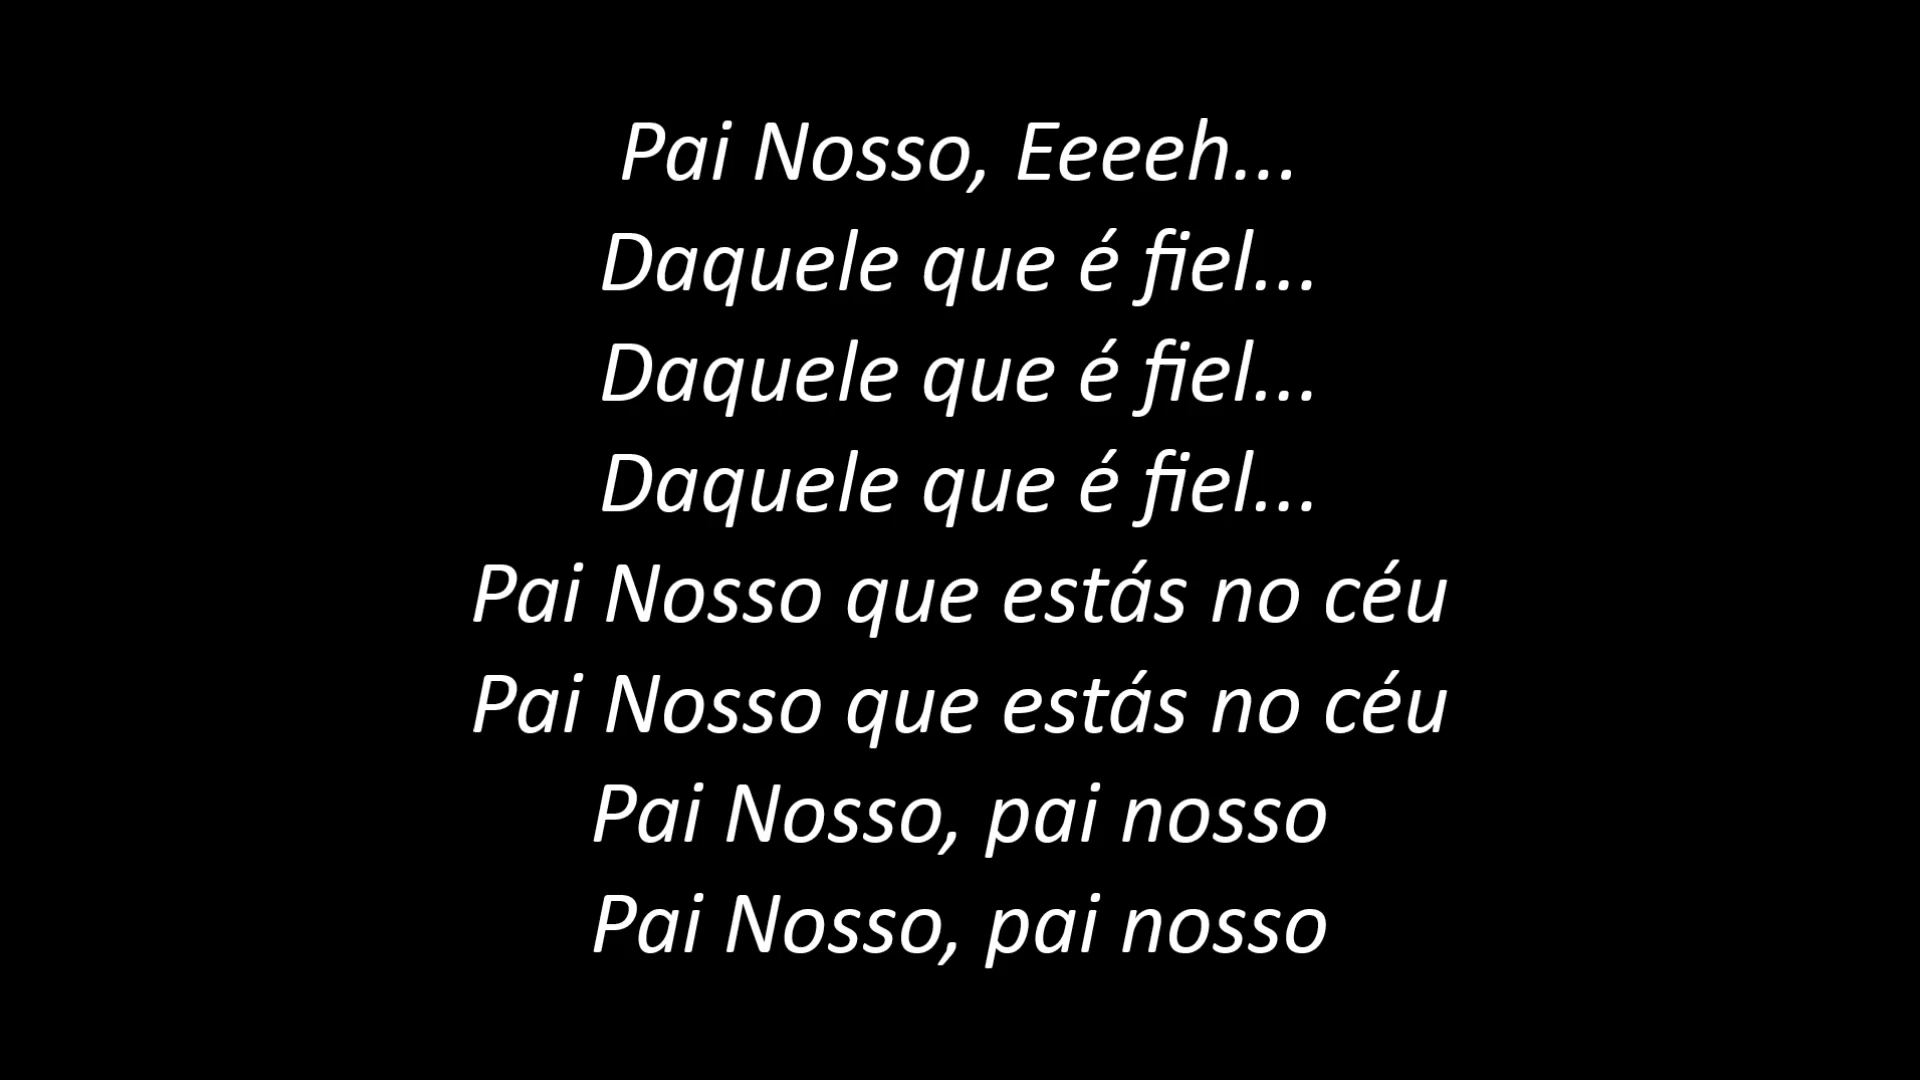 Pai Nosso, Eeeeh...
Daquele que é fiel...
Daquele que é fiel...
Daquele que é fiel...
Pai Nosso que estás no céu
Pai Nosso que estás no céu
Pai Nosso, pai nosso
Pai Nosso, pai nosso